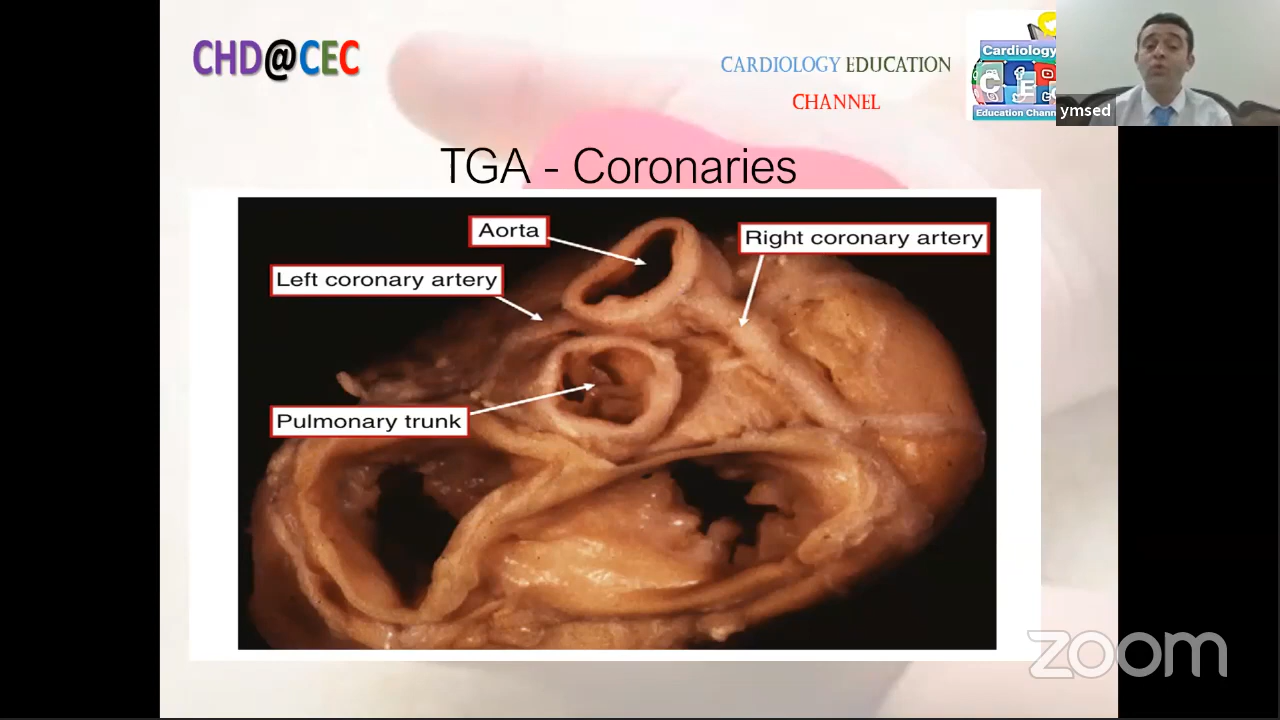 CHD@CEC
CARDIOLOGY EDUCATION
CHANNEL
Cardiology
C E C
Education Chann
ymsed
TGA - Coronaries
Aorta
Right coronary artery
Left coronary artery
Pulmonary trunk
zoom